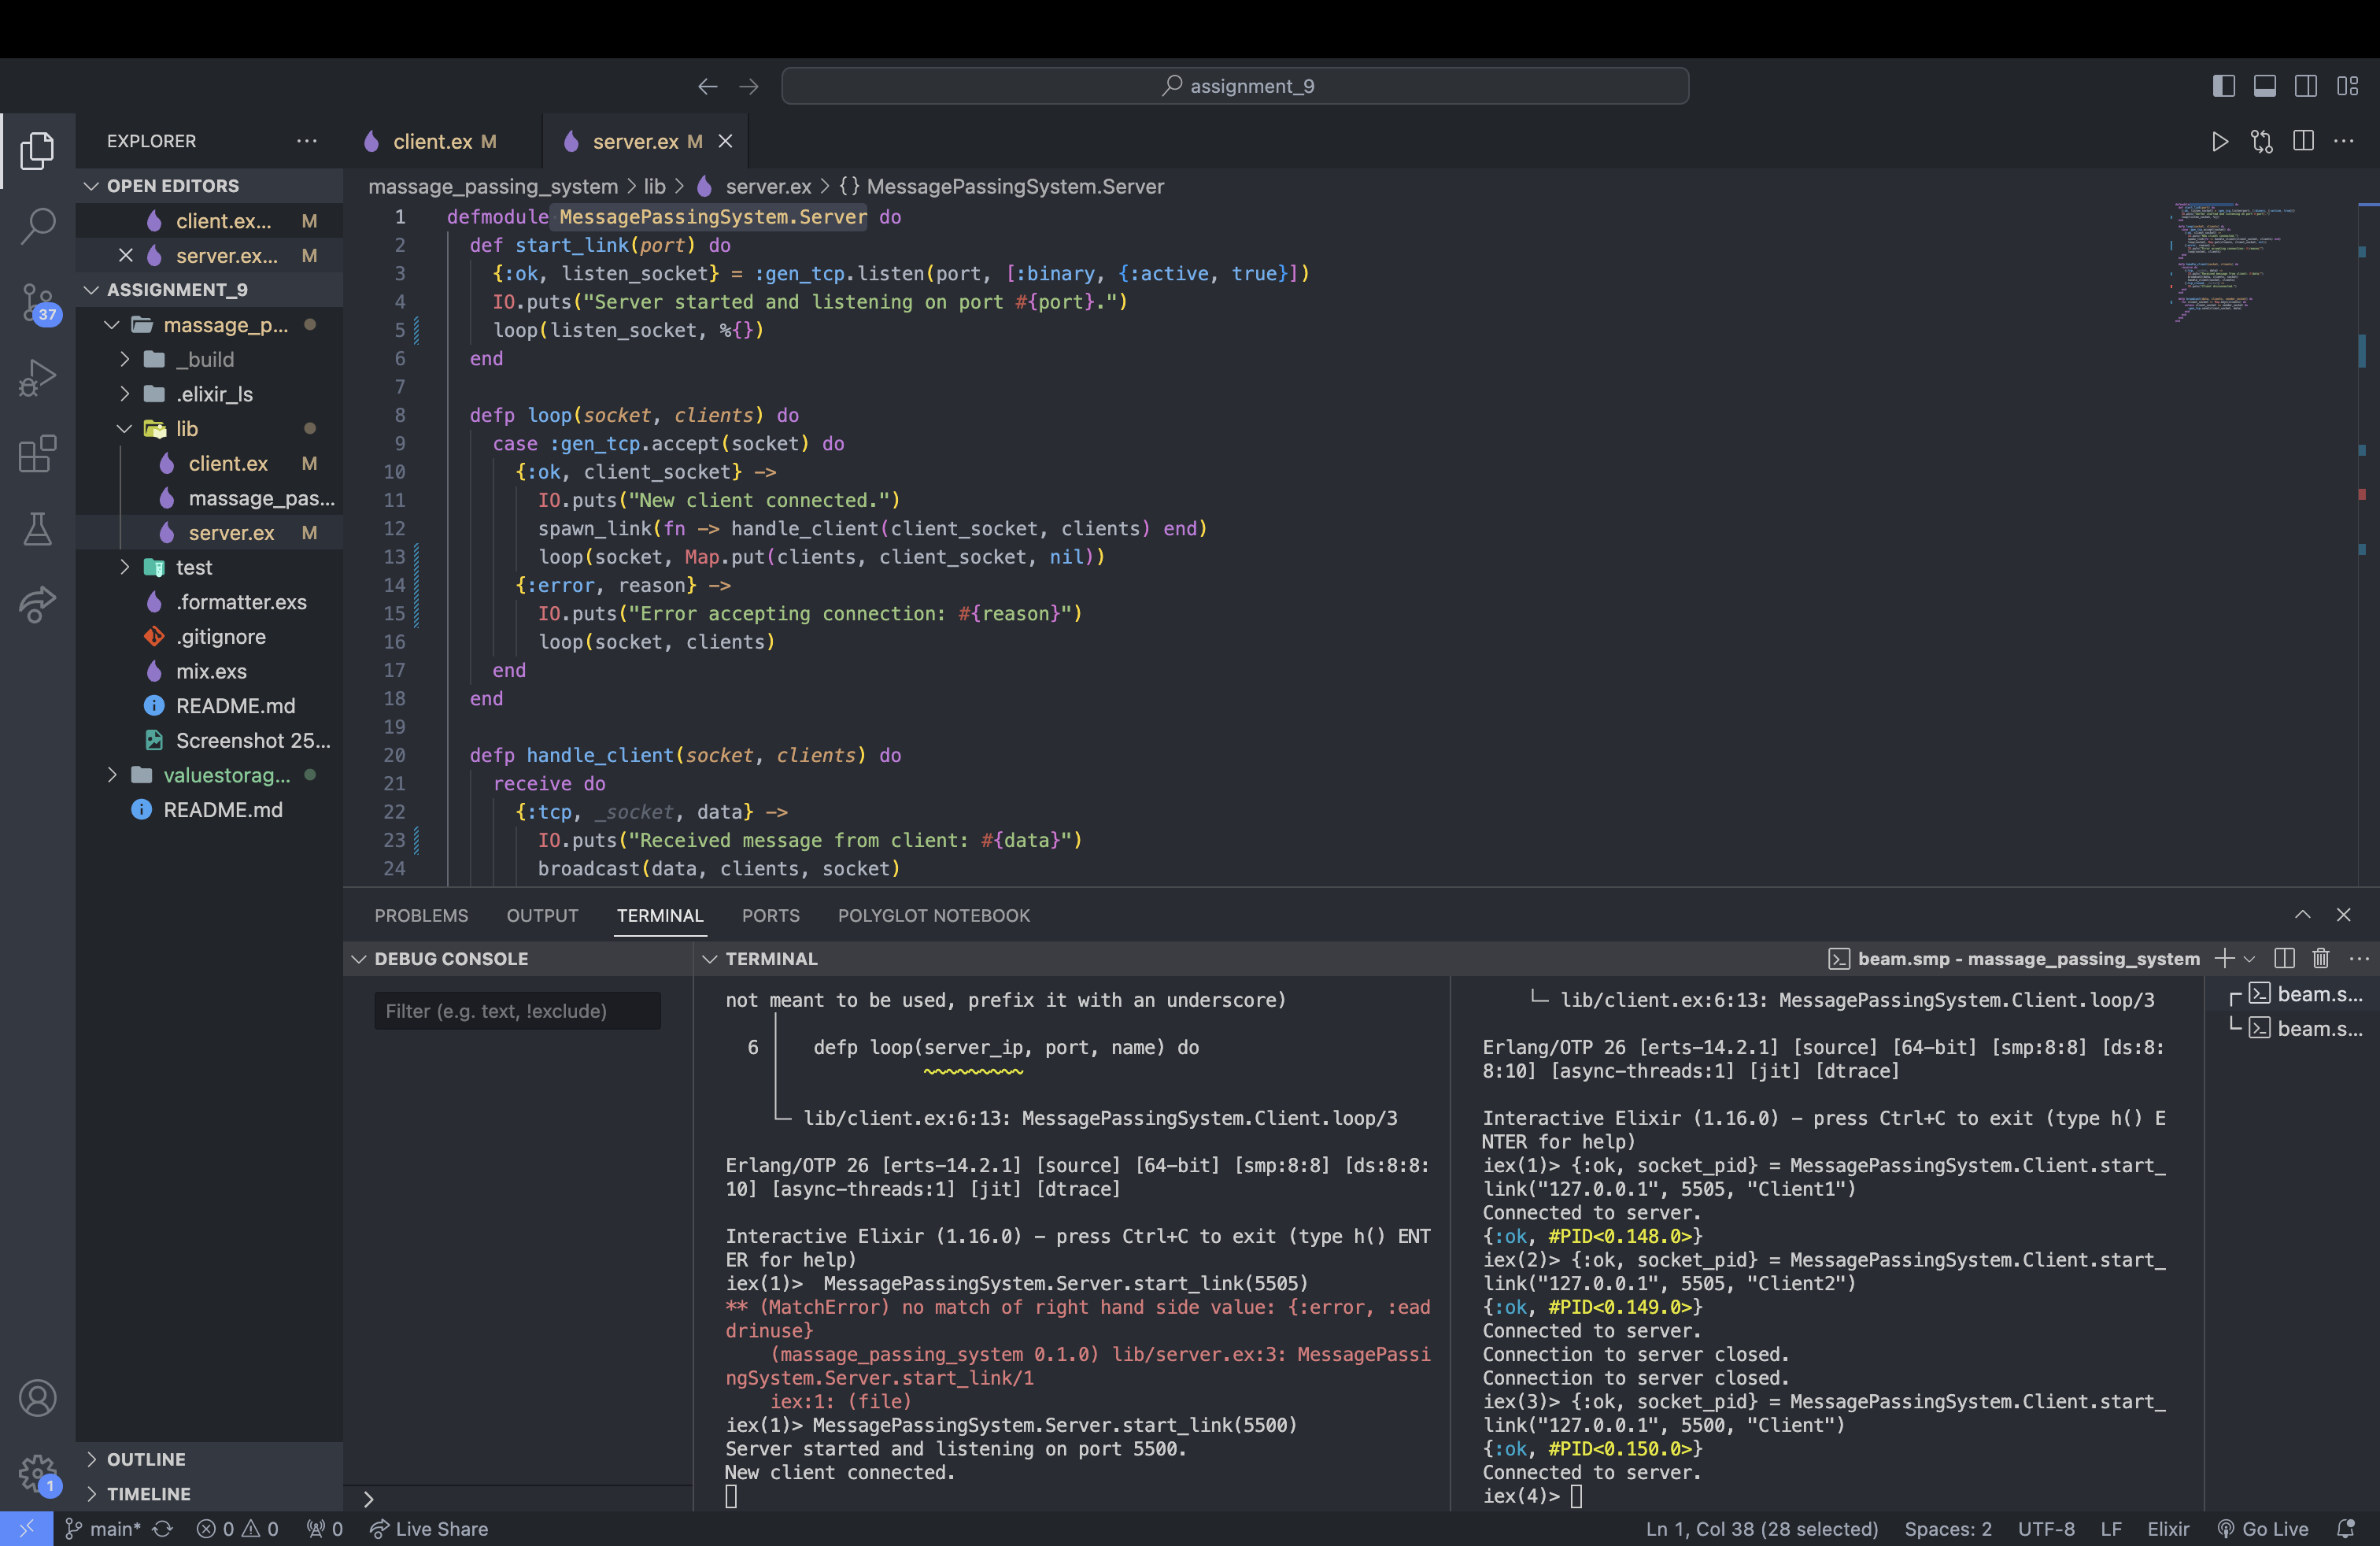 assignment_9
EXPLORER
OPEN EDITORS
client.ex... M
server.ex... M
ASSIGNMENT_9
massage_p...
_build
.elixir_ls
lib
client.ex M
massage_pas...
server.ex M
test
.formatter.exs
.gitignore
mix.exs
README.md
Screenshot 25...
valuestorag...
README.md
OUTLINE
TIMELINE
37
1
client.ex M
server.ex M
massage_passing_system > lib > server.ex > {} MessagePassingSystem.Server
1 defmodule MessagePassingSystem.Server do
2 def start_link(port) do
3 {:ok, listen_socket} = :gen_tcp.listen(port, [:binary, {:active, true}])
4 IO.puts("Server started and listening on port #{port}.")
5 loop(listen_socket, %{})
6 end
7
8 defp loop(socket, clients) do
9 case :gen_tcp.accept(socket) do
10 {:ok, client_socket} ->
11 IO.puts("New client connected.")
12 spawn_link(fn -> handle_client(client_socket, clients) end)
13 loop(socket, Map.put(clients, client_socket, nil))
14 {:error, reason} ->
15 IO.puts("Error accepting connection: #{reason}")
16 loop(socket, clients)
17 end
18 end
19
20 defp handle_client(socket, clients) do
21 receive do
22 {:tcp, _socket, data} ->
23 IO.puts("Received message from client: #{data}")
24 broadcast(data, clients, socket)
PROBLEMS OUTPUT TERMINAL PORTS POLYGLOT NOTEBOOK
DEBUG CONSOLE
Filter (e.g. text, !exclude)
TERMINAL
beam.smp - massage_passing_system
not meant to be used, prefix it with an underscore)
6 defp loop(server_ip, port, name) do
lib/client.ex:6:13: MessagePassingSystem.Client.loop/3
Erlang/OTP 26 [erts-14.2.1] [source] [64-bit] [smp:8:8] [ds:8:8:
10] [async-threads:1] [jit] [dtrace]
Interactive Elixir (1.16.0) - press Ctrl+C to exit (type h() ENT
ER for help)
iex(1)>  MessagePassingSystem.Server.start_link(5505)
** (MatchError) no match of right hand side value: {:error, :ead
drinuse}
(massage_passing_system 0.1.0) lib/server.ex:3: MessagePassi
ngSystem.Server.start_link/1
iex:1: (file)
iex(1)> MessagePassingSystem.Server.start_link(5500)
Server started and listening on port 5500.
New client connected.
lib/client.ex:6:13: MessagePassingSystem.Client.loop/3
Erlang/OTP 26 [erts-14.2.1] [source] [64-bit] [smp:8:8] [ds:8:
8:10] [async-threads:1] [jit] [dtrace]
Interactive Elixir (1.16.0) - press Ctrl+C to exit (type h() E
NTER for help)
iex(1)> {:ok, socket_pid} = MessagePassingSystem.Client.start_
link("127.0.0.1", 5505, "Client1")
Connected to server.
{:ok, #PID<0.148.0>}
iex(2)> {:ok, socket_pid} = MessagePassingSystem.Client.start_
link("127.0.0.1", 5505, "Client2")
{:ok, #PID<0.149.0>}
Connected to server.
Connection to server closed.
Connection to server closed.
iex(3)> {:ok, socket_pid} = MessagePassingSystem.Client.start_
link("127.0.0.1", 5500, "Client")
{:ok, #PID<0.150.0>}
Connected to server.
iex(4)>
beam.s...
beam.s...
main* 0 0 0 Live Share
Ln 1, Col 38 (28 selected) Spaces: 2 UTF-8 LF Elixir Go Live